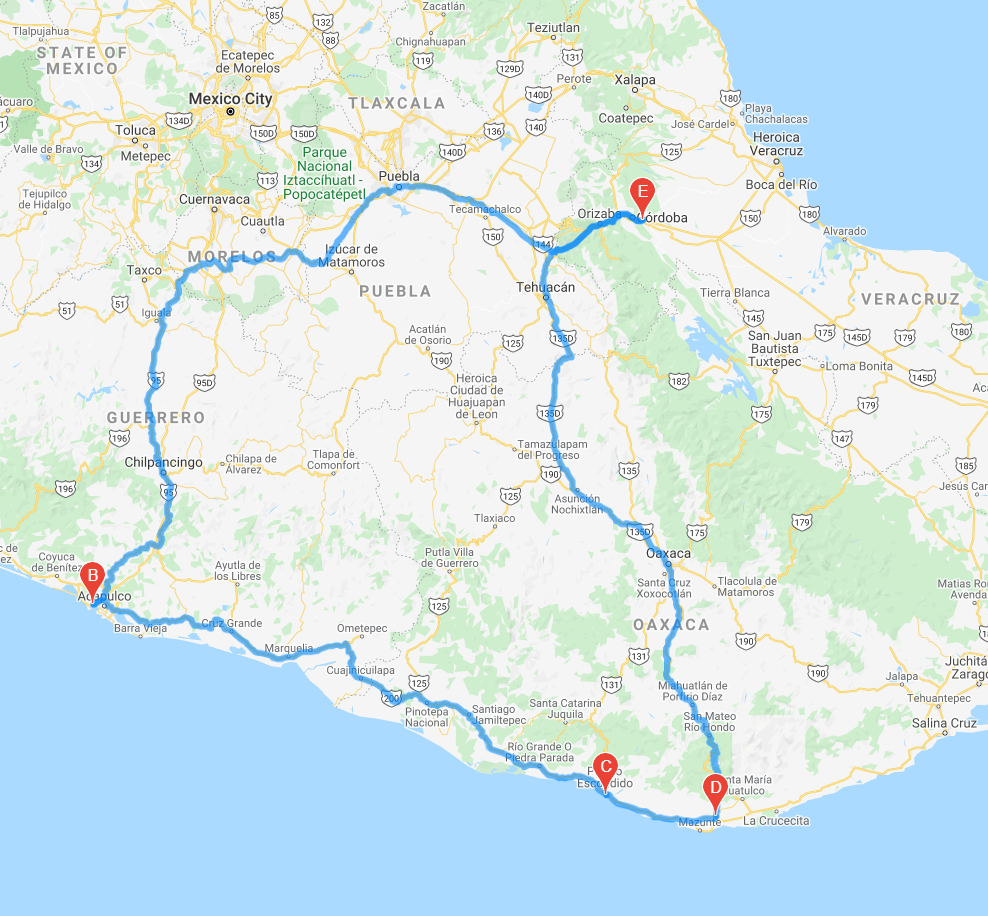 Tlalpujahua
STATE OF
MEXICO
85
132
88
Zacatlán
Chignahuapan
119
Teziutlan
131
129D
Perote
140D
140
136
Xalapa
Coatepec
180
Playa
Chachalacas
José Cardel
125
Heroica
Veracruz
Boca del Río
Ecatepec
de Morelos
Mexico City
TLAXCALA
134D
Toluca
Metepec
150D
150D
140D
Valle de Bravo
134
Parque
Nacional
Iztaccíhuatl -
Popocatépetl
113
Tejupilco
de Hidalgo
Cuernavaca
Cuautla
Puebla
Tecamachalco
150
144
E
Orizaba
Córdoba
150
180
Alvarado
MORELOS
Izúcar de
Matamoros
Taxco
PUEBLA
Tehuacán
Tierra Blanca
VERACRUZ
51
51
Iguala
145
175
145D
179
180
Acatlán
de Osorio
190
125
135D
San Juan
Bautista
Tuxtepec
Loma Bonita
145D
95
95D
Heroica
Ciudad de
Huajuapan
de Leon
182
179
175
GUERRERO
196
135D
147
Chilpancingo
Chilapa de
Álvarez
Tlapa de
Comonfort
Tamazulapam
del Progreso
190
135
185
196
95
125
Asunción
Nochixtlán
Jesús Car
Tlaxiaco
179
135D
175
Putla Villa
de Guerrero
Oaxaca
Coyuca
de Benítez
B
Acapulco
Ayutla de
los Libres
Santa Cruz
Xoxocotlán
Tlacolula de
Matamoros
Matias Ro
Avenda
125
Barra Vieja
Cruz Grande
Ometepec
OAXACA
190
Marquelia
131
190
Juchitá
Zarag
Cuajinicuilapa
125
200
131
Miahuatlán de
Porfirio Díaz
Jalapa
Tehuantepec
Pinotepa
Nacional
Santiago
Jamiltepec
Santa Catarina
Juquila
San Mateo
Río Hondo
Salina Cruz
Río Grande O
Piedra Parada
C
Escondido
D
La Crucecita
Mazunte